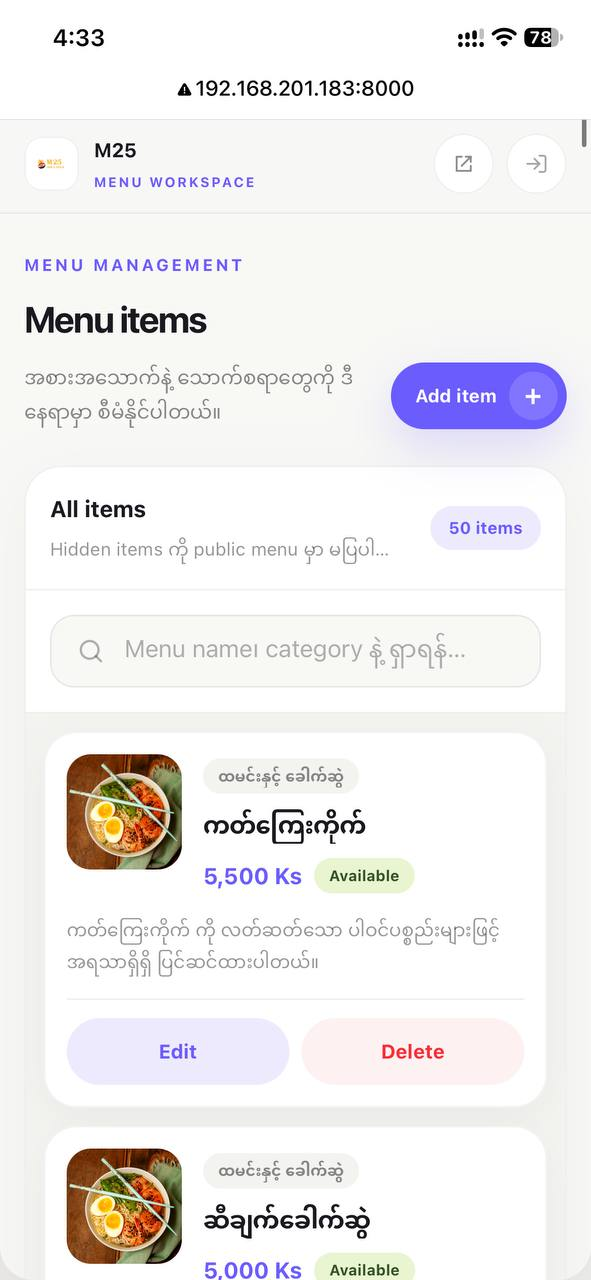 4:33
78
192.168.201.183:8000
M25
M25
MENU WORKSPACE
MENU MANAGEMENT
Menu items
အစားအသောက်နဲ့ သောက်စရာတွေကို ဒီ
နေရာမှာ စီမံနိုင်ပါတယ်။
Add item +
All items
50 items
Hidden items ကို public menu မှာ မပြပါ...
Menu name၊ category နဲ့ ရှာရန်...
ထမင်းနှင့် ခေါက်ဆွဲ
ကတ်ကြေးကိုက်
5,500 Ks Available
ကတ်ကြေးကိုက် ကို လတ်ဆတ်သော ပါဝင်ပစ္စည်းများဖြင့်
အရသာရှိရှိ ပြင်ဆင်ထားပါတယ်။
Edit Delete
ထမင်းနှင့် ခေါက်ဆွဲ
ဆီချက်ခေါက်ဆွဲ
5,000 Ks Available